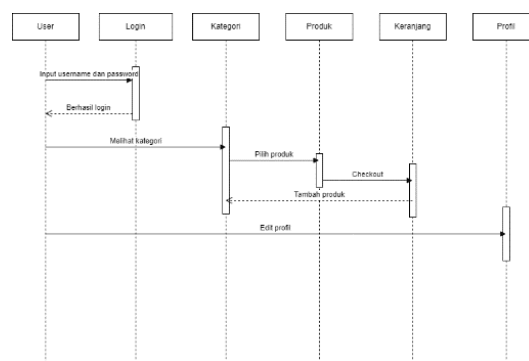 User
Login
Kategori
Produk
Keranjang
Profil
Input username dan password
Berhasil login
Melihat kategori
Pilih produk
Checkout
Tambah produk
Edit profil